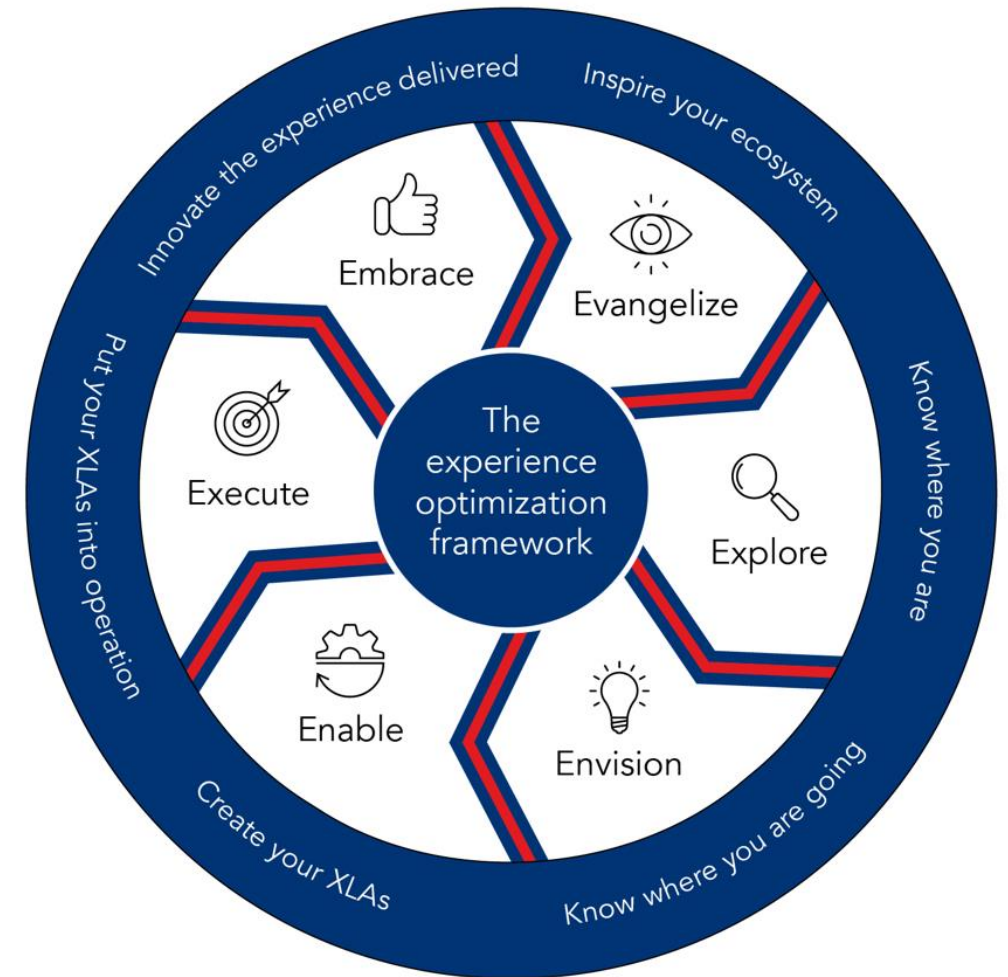 The
experience
optimization
framework
Evangelize
Explore
Envision
Enable
Execute
Embrace
Inspire your ecosystem
Know where you are
Know where you are going
Create your XLAs
Put your XLAs into operation
Innovate the experience delivered